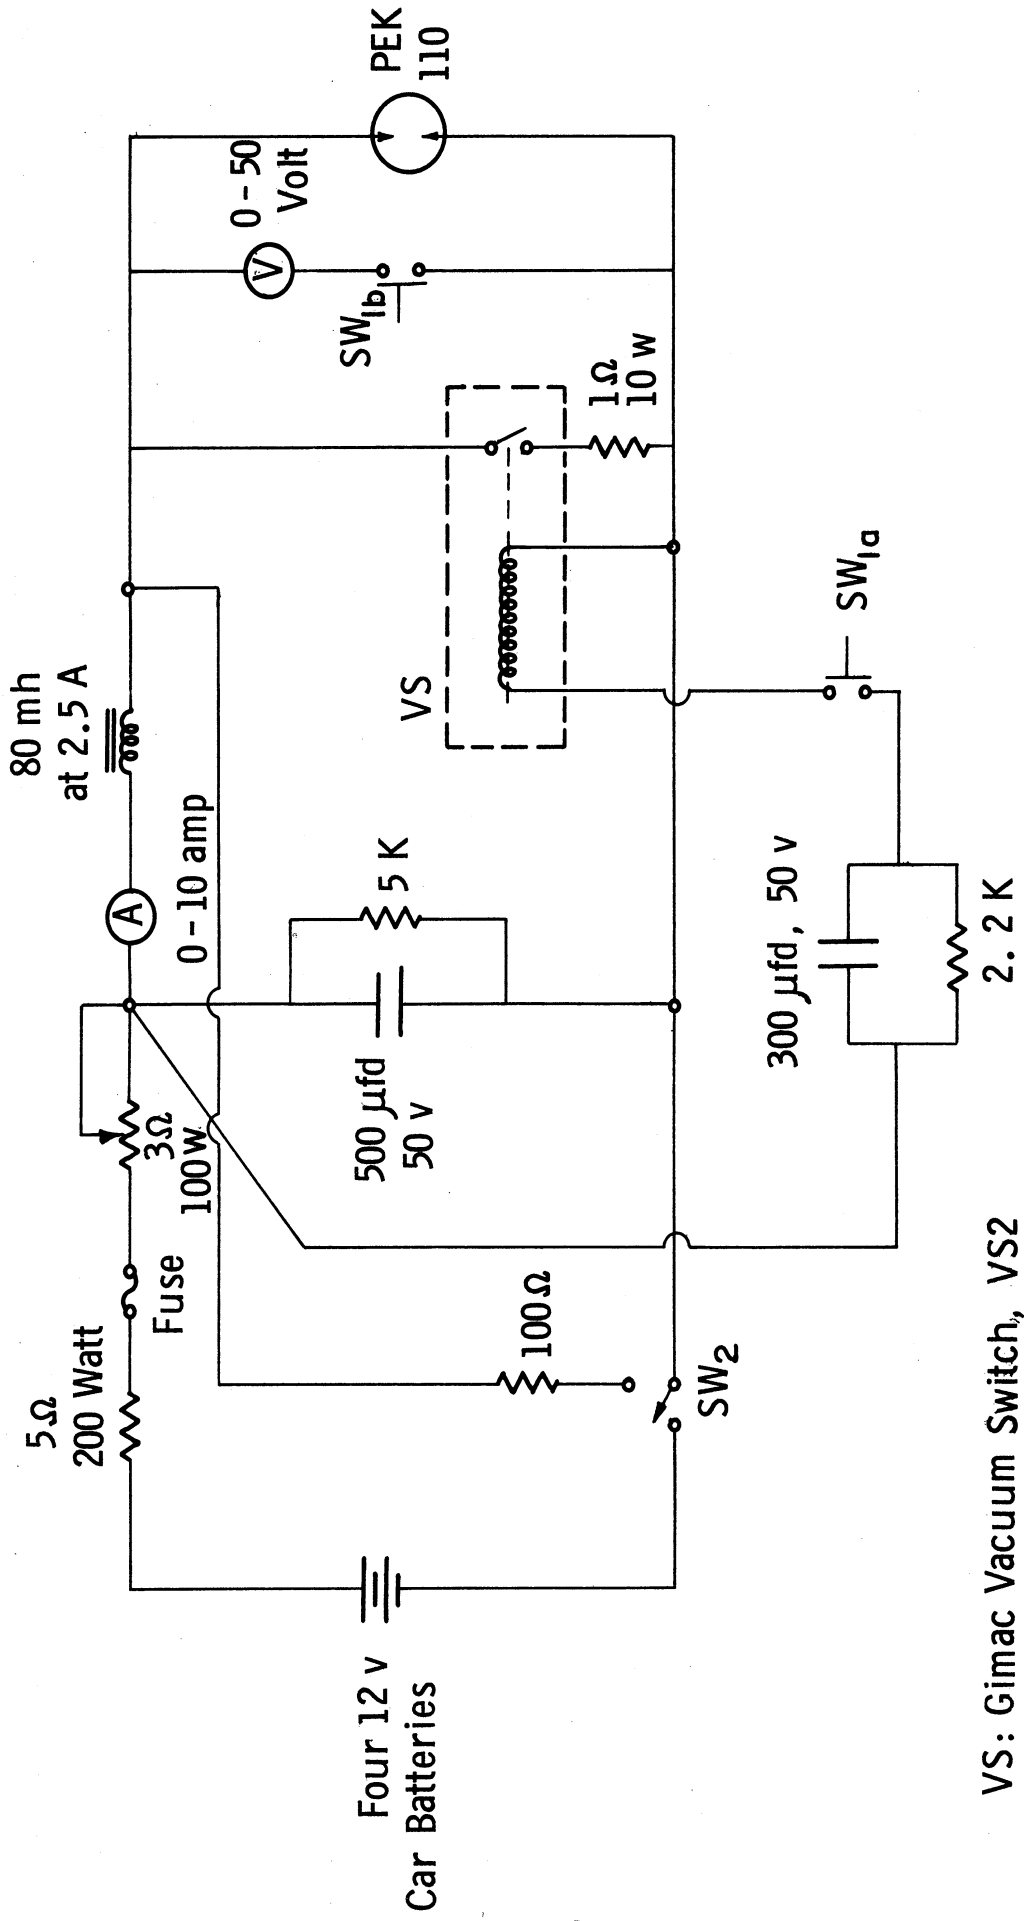 5Ω
200 Watt
Fuse
3Ω
100w
A
0-10 amp
80 mh
at 2.5 A
Four 12 v
Car Batteries
500 µfd
50 v
5 K
VS
SW1b
V
0-50
Volt
PEK
110
1Ω
10 w
100Ω
SW2
SW1a
300 µfd, 50 v
2.2 K
VS: Gimac Vacuum Switch, VS2